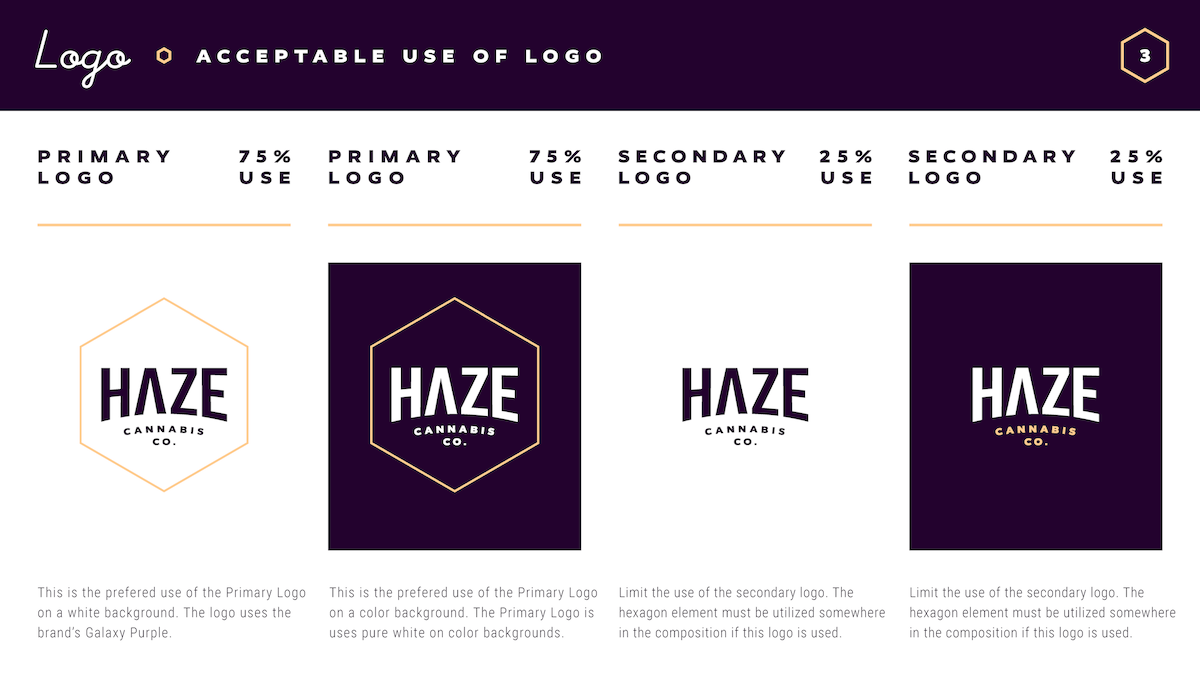 Logo ACCEPTABLE USE OF LOGO 3
PRIMARY LOGO
75% USE
HAZE
CANNABIS
CO.
This is the prefered use of the Primary Logo
on a white background. The logo uses the
brand's Galaxy Purple.
PRIMARY LOGO
75% USE
HAZE
CANNABIS
CO.
This is the prefered use of the Primary Logo
on a color background. The Primary Logo is
uses pure white on color backgrounds.
SECONDARY LOGO
25% USE
HAZE
CANNABIS
CO.
Limit the use of the secondary logo. The
hexagon element must be utilized somewhere
in the composition if this logo is used.
SECONDARY LOGO
25% USE
HAZE
CANNABIS
CO.
Limit the use of the secondary logo. The
hexagon element must be utilized somewhere
in the composition if this logo is used.